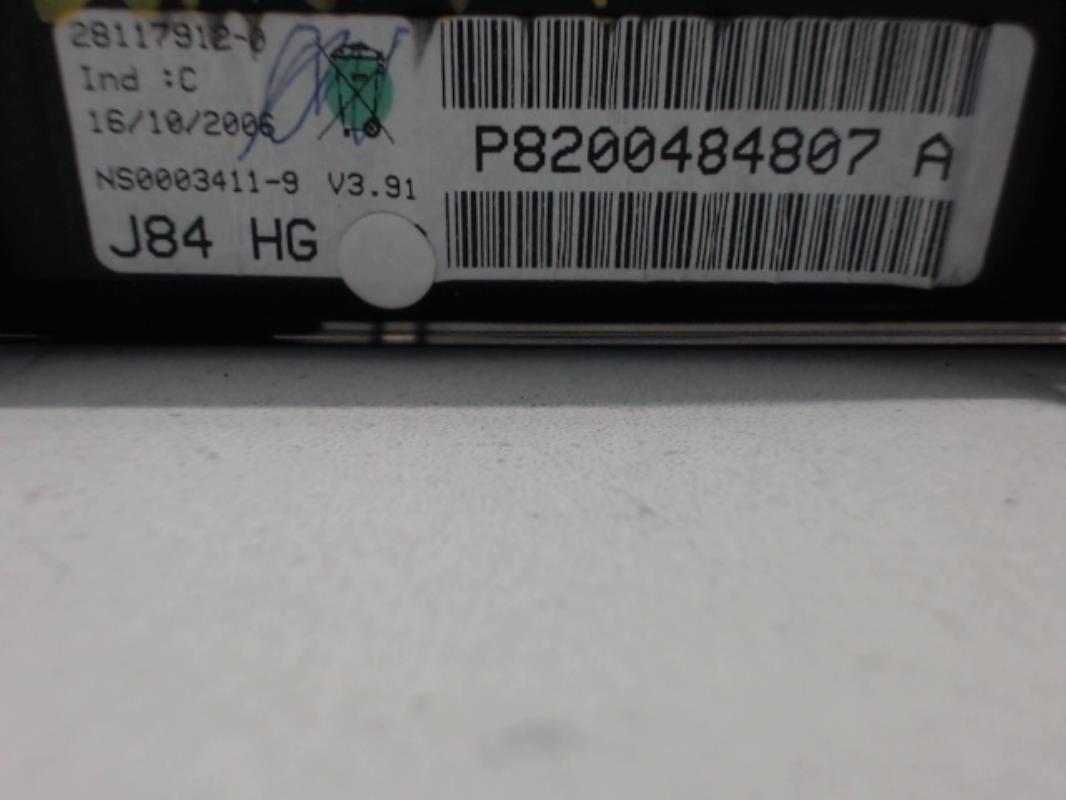 28117912-0
Ind :C
16/10/2006
NS0003411-9 V3.91
J84 HG
P8200484807 A